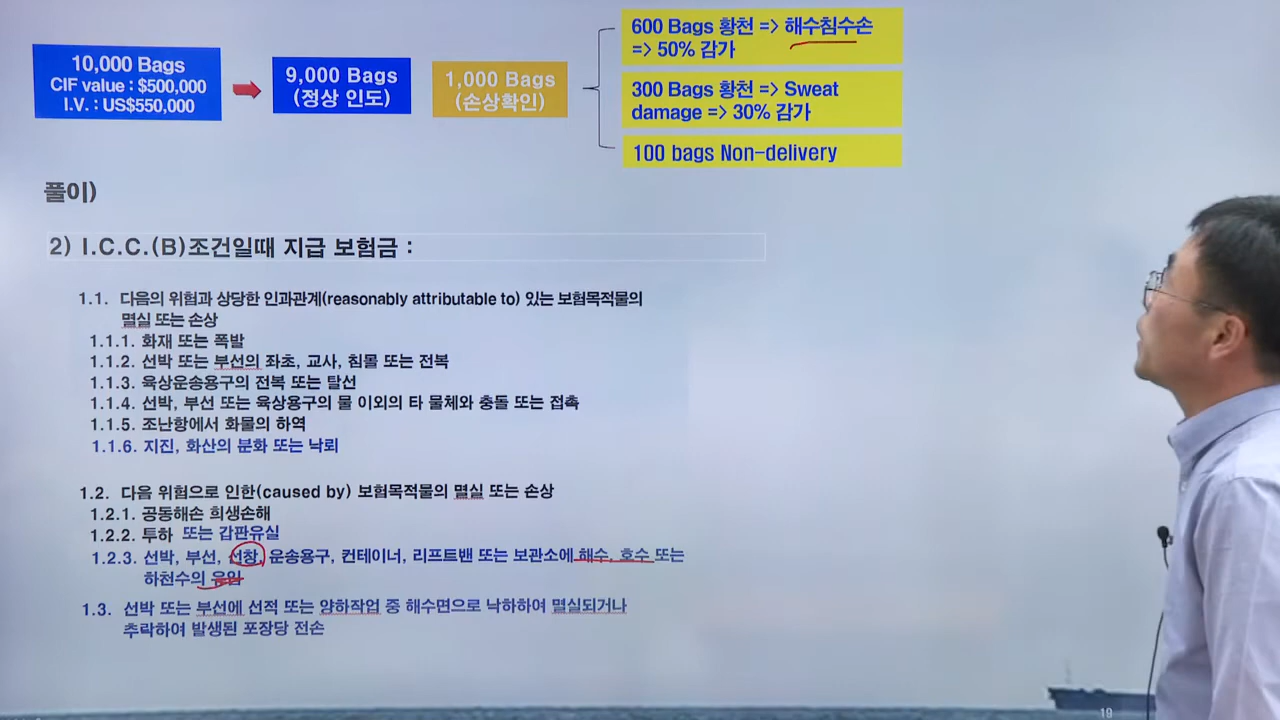 10,000 Bags
CIF value : $500,000
I.V. : US$550,000
9,000 Bags
(정상 인도)
1,000 Bags
(손상확인)
600 Bags 황천 => 해수침수손
=> 50% 감가
300 Bags 황천 => Sweat
damage => 30% 감가
100 bags Non-delivery
풀이)
2) I.C.C.(B)조건일때 지급 보험금 :
1.1. 다음의 위험과 상당한 인과관계(reasonably attributable to) 있는 보험목적물의
멸실 또는 손상
1.1.1. 화재 또는 폭발
1.1.2. 선박 또는 부선의 좌초, 교사, 침몰 또는 전복
1.1.3. 육상운송용구의 전복 또는 탈선
1.1.4. 선박, 부선 또는 육상용구의 물 이외의 타 물체와 충돌 또는 접촉
1.1.5. 조난항에서 화물의 하역
1.1.6. 지진, 화산의 분화 또는 낙뢰
1.2. 다음 위험으로 인한(caused by) 보험목적물의 멸실 또는 손상
1.2.1. 공동해손 희생손해
1.2.2. 투하 또는 갑판유실
1.2.3. 선박, 부선, 선창, 운송용구, 컨테이너, 리프트밴 또는 보관소에 해수, 호수 또는
하천수의 유입
1.3. 선박 또는 부선에 선적 또는 양하작업 중 해수면으로 낙하하여 멸실되거나
추락하여 발생된 포장당 전손
19